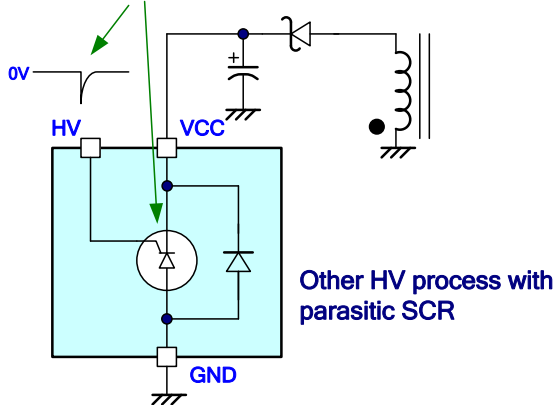 0V
HV
VCC
+
Other HV process with
parasitic SCR
GND